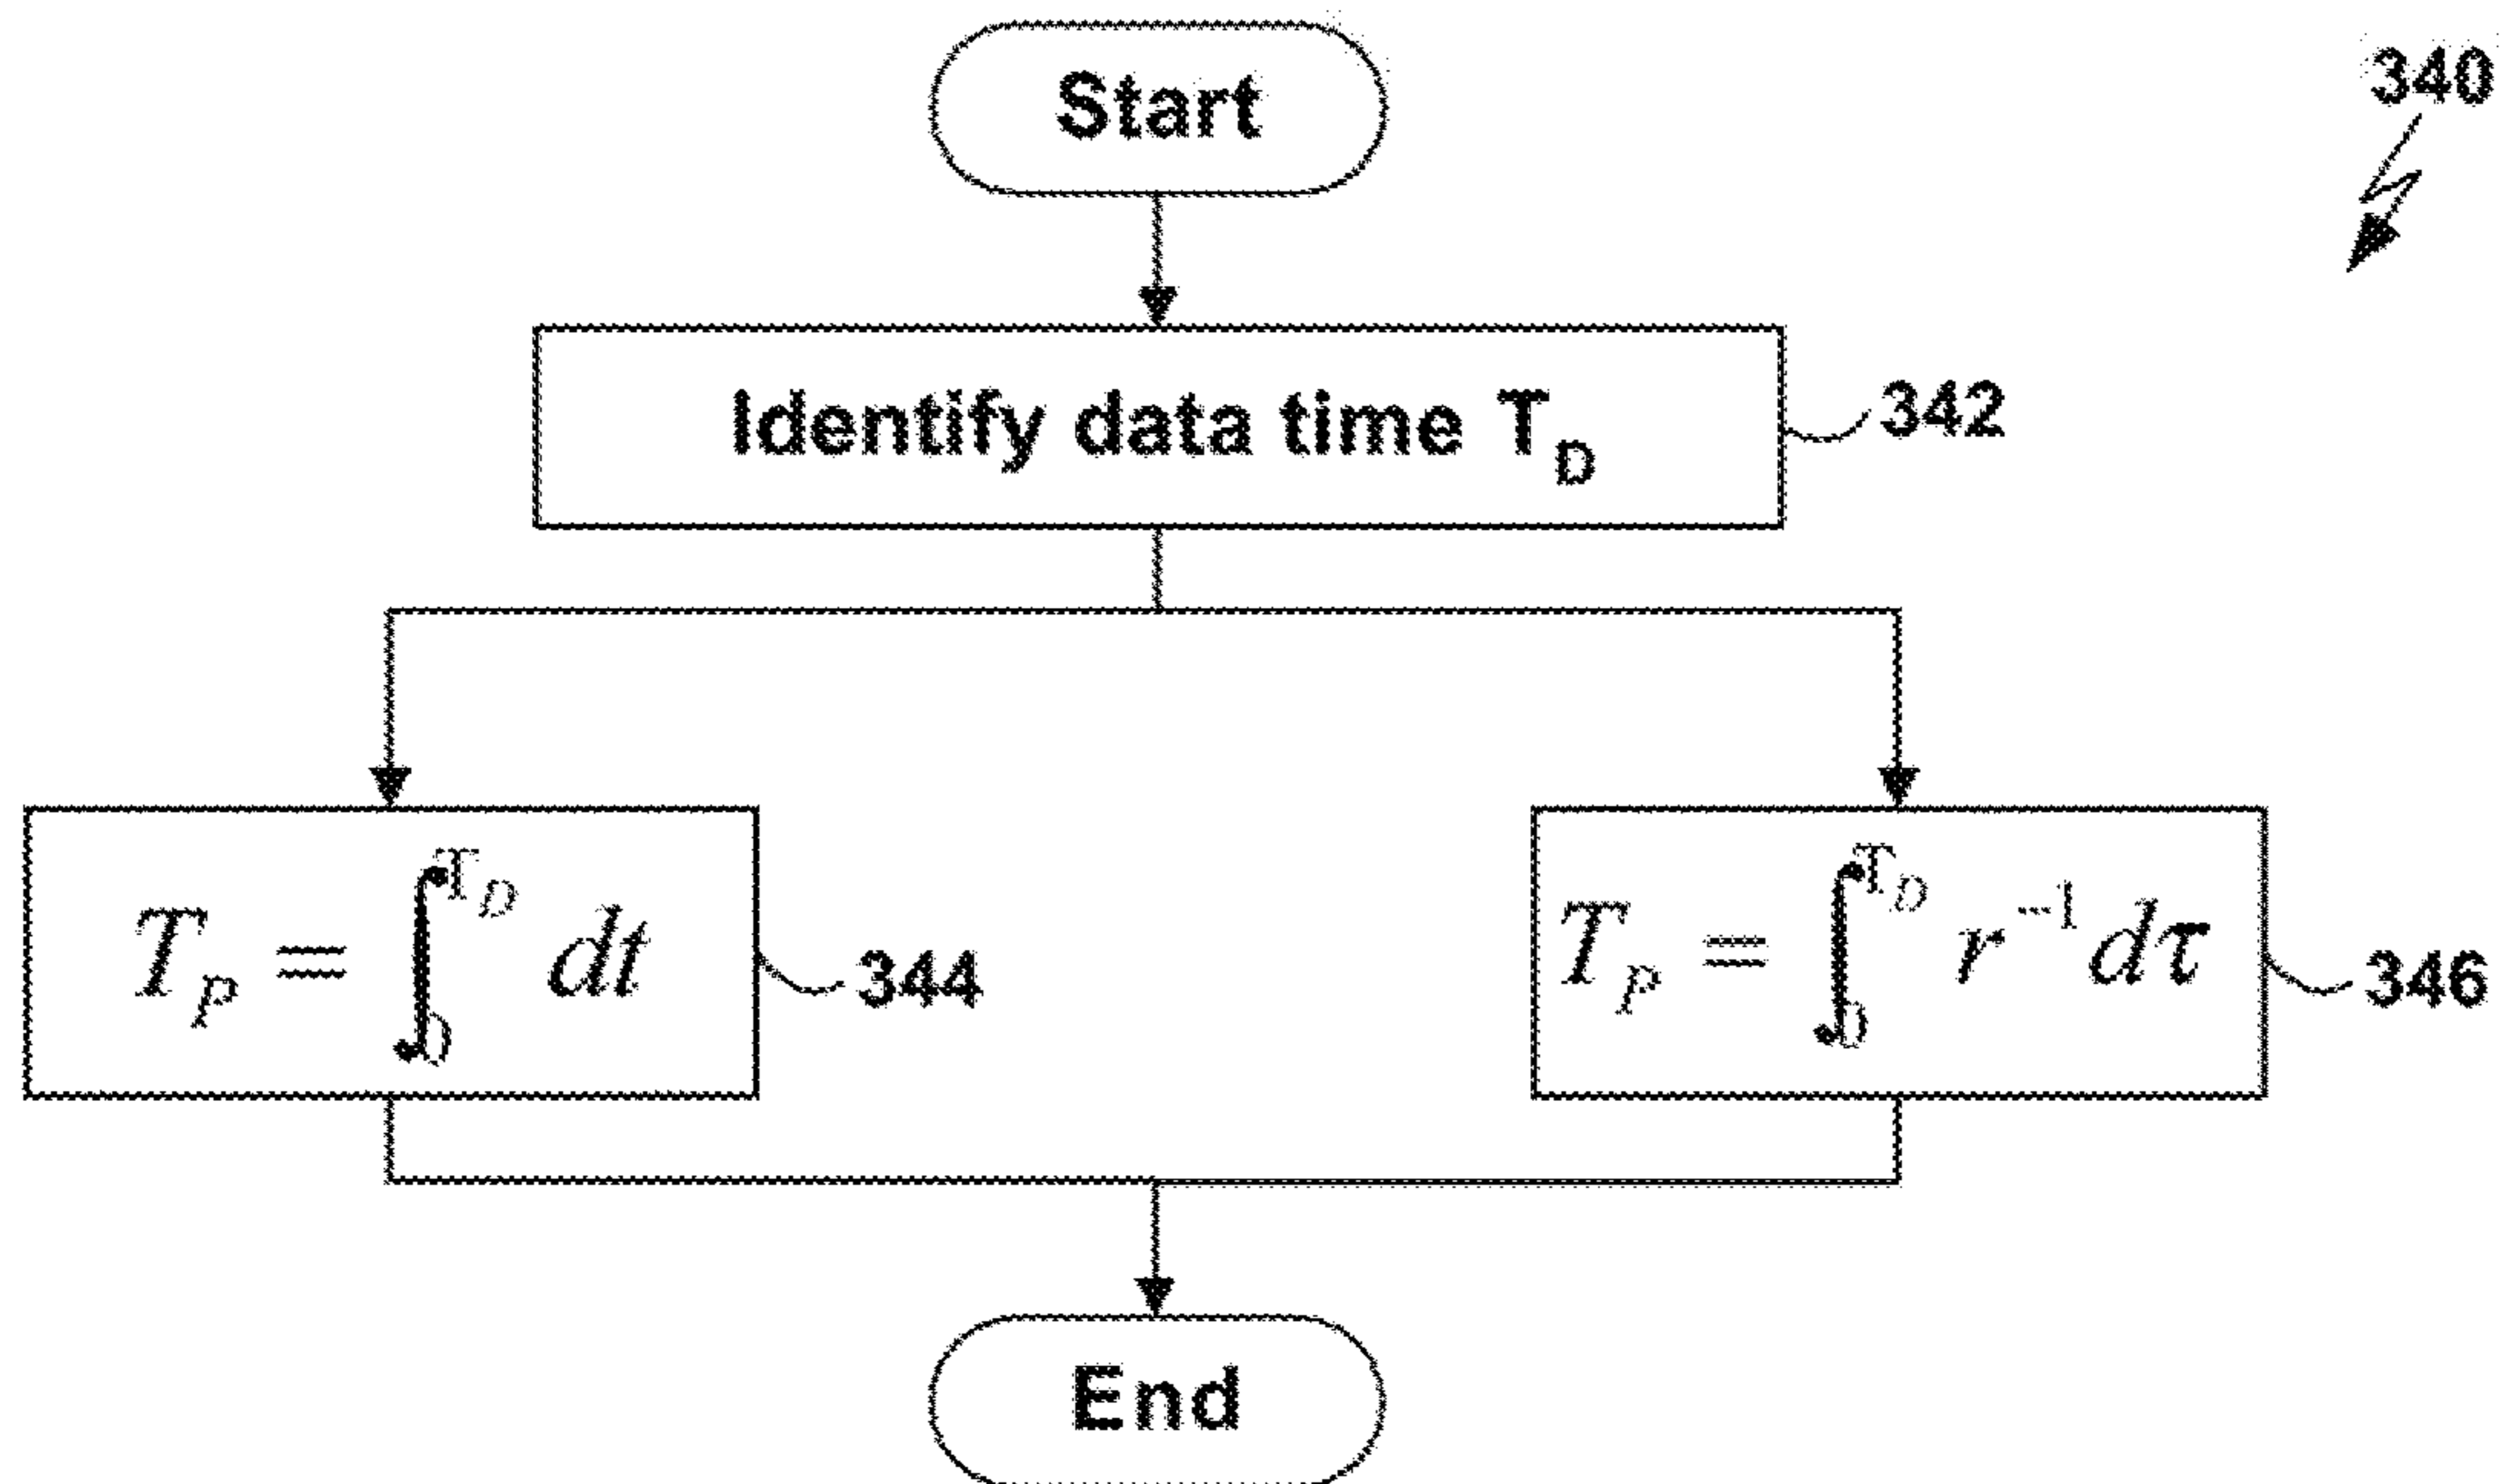 Start
340
Identify data time T_D
342
T_P = ∫_0^{T_D} dt
344
T_P = ∫_0^{T_D} r^{-1} dτ
346
End